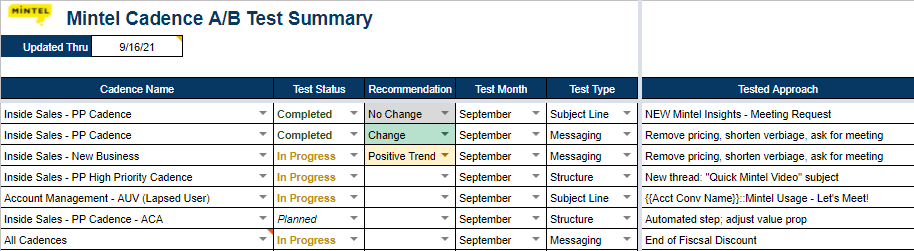 MiNTEL
Mintel Cadence A/B Test Summary
Updated Thru 9/16/21
Cadence Name Test Status Recommendation Test Month Test Type Tested Approach
Inside Sales - PP Cadence Completed No Change September Subject Line NEW Mintel Insights - Meeting Request
Inside Sales - PP Cadence Completed Change September Messaging Remove pricing, shorten verbiage, ask for meeting
Inside Sales - New Business In Progress Positive Trend September Messaging Remove pricing, shorten verbiage, ask for meeting
Inside Sales - PP High Priority Cadence In Progress September Structure New thread: "Quick Mintel Video" subject
Account Management - AUV (Lapsed User) In Progress September Subject Line {{Acct Conv Name}}::Mintel Usage - Let's Meet!
Inside Sales - PP Cadence - ACA Planned September Structure Automated step; adjust value prop
All Cadences In Progress September Messaging End of Fiscsal Discount